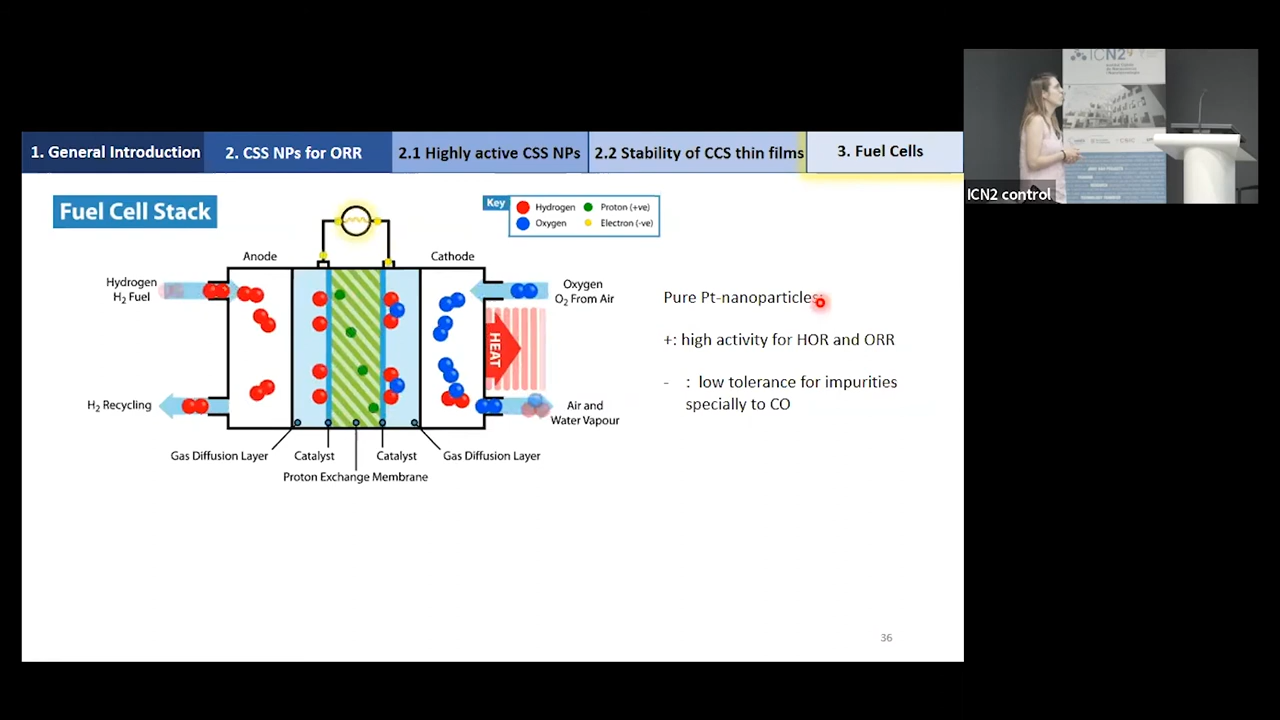 1. General Introduction
2. CSS NPs for ORR
2.1 Highly active CSS NPs
2.2 Stability of CCS thin films
3. Fuel Cells
ICN2
ICN2 control
Fuel Cell Stack
Key
Hydrogen
Proton (+ve)
Oxygen
Electron (-ve)
Anode
Cathode
Hydrogen
H₂ Fuel
Oxygen
O₂ From Air
HEAT
H₂ Recycling
Air and
Water Vapour
Gas Diffusion Layer
Catalyst
Catalyst
Gas Diffusion Layer
Proton Exchange Membrane
Pure Pt-nanoparticles:
+: high activity for HOR and ORR
- : low tolerance for impurities
specially to CO
36